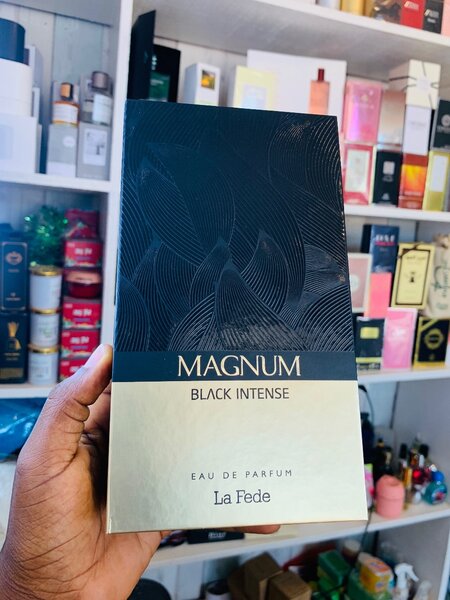 MAGNUM
BLACK INTENSE
EAU DE PARFUM
La Fede